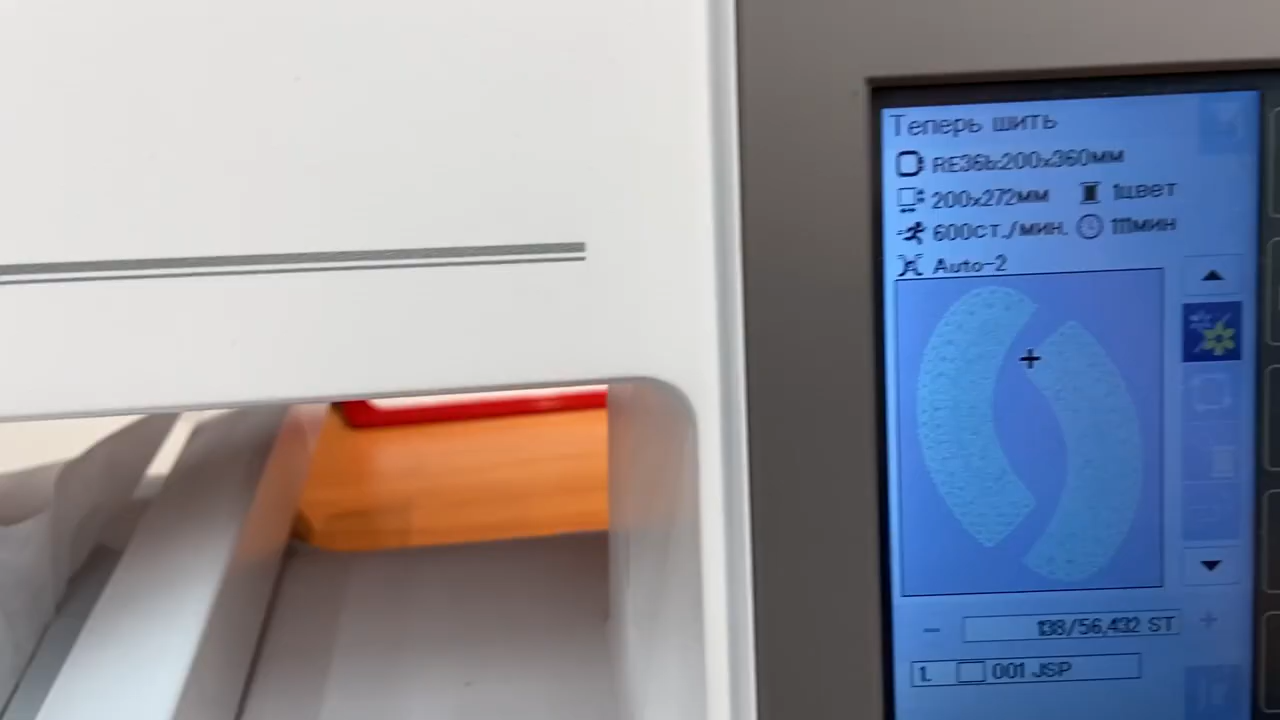 Теперь шить
RE36b:200x360мм
200x272мм 1цвет
600ст./мин. 111мин
Auto-2
138/56,432 ST
1. 001 JSP